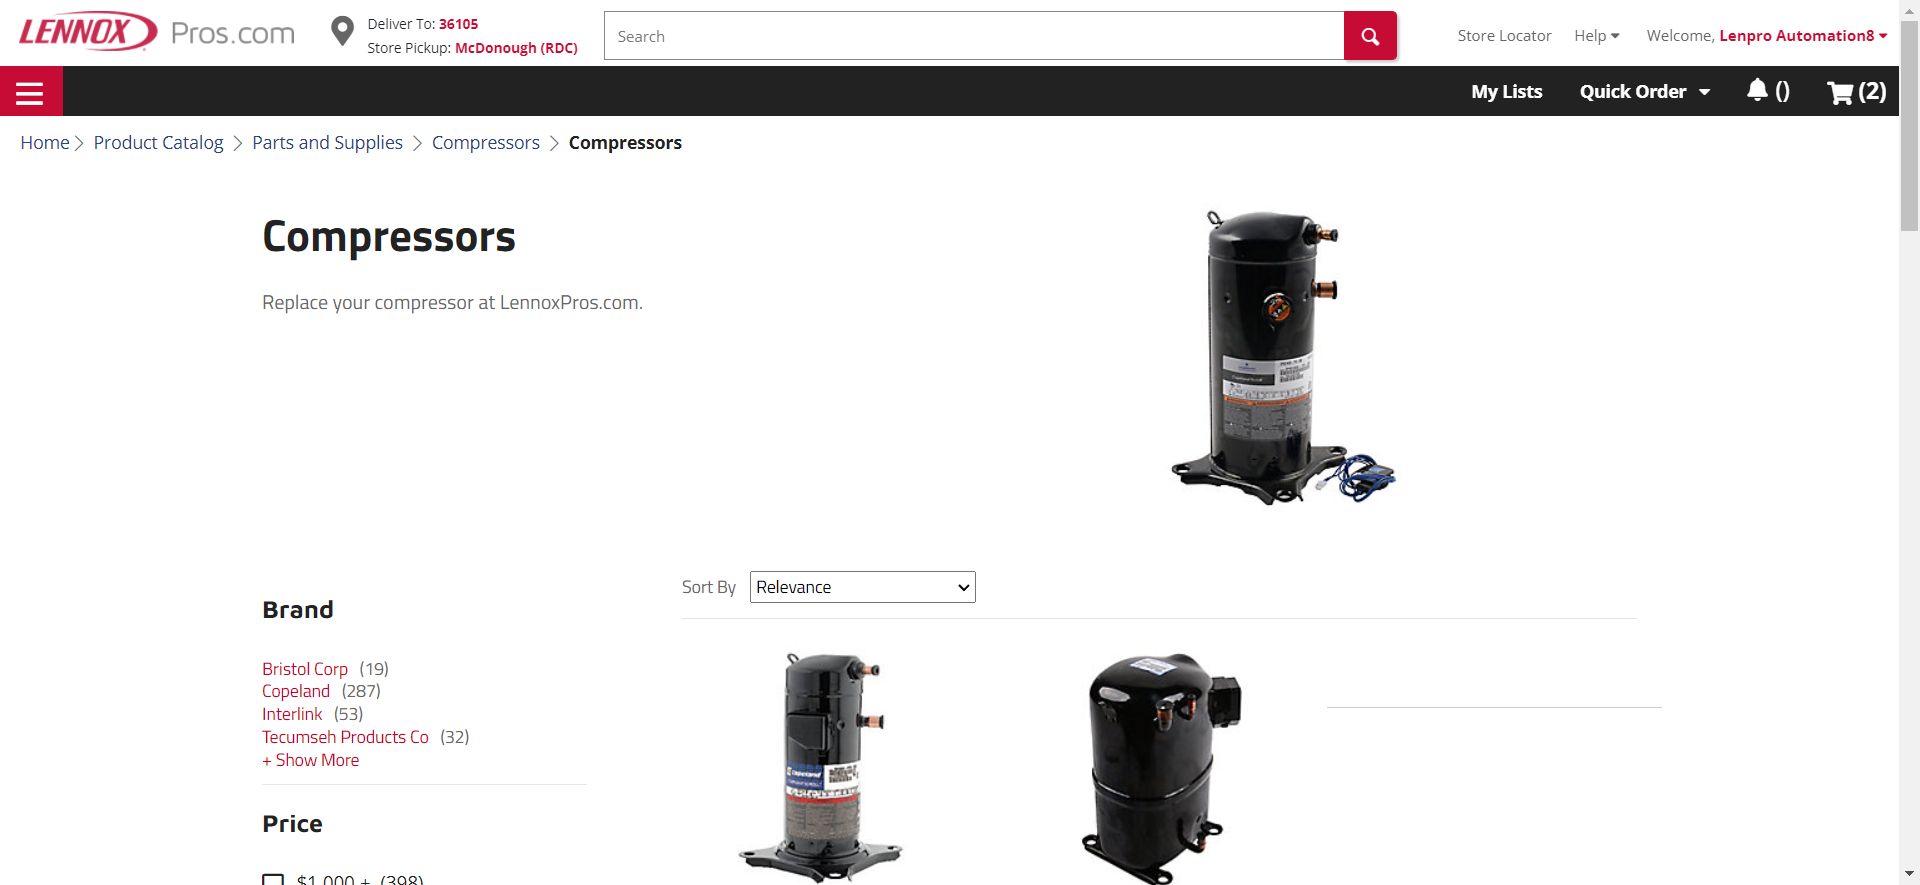 LENNOX Pros.com
Deliver To: 36105
Store Pickup: McDonough (RDC)
Search
Store Locator
Help
Welcome, Lenpro Automation8
My Lists
Quick Order
()
(2)
Home > Product Catalog > Parts and Supplies > Compressors > Compressors
Compressors
Replace your compressor at LennoxPros.com.
Sort By
Relevance
Brand
Bristol Corp (19)
Copeland (287)
Interlink (53)
Tecumseh Products Co (32)
+ Show More
Price
$1,000 + (398)
Copeland